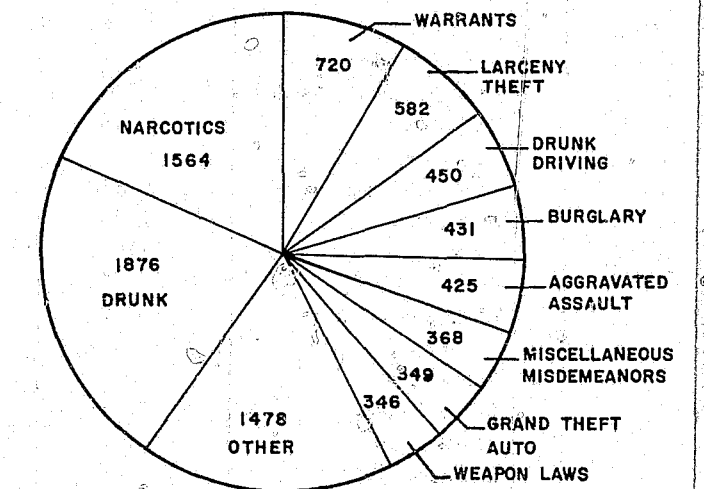 WARRANTS
720
LARCENY
THEFT
582
DRUNK
DRIVING
450
BURGLARY
431
AGGRAVATED
ASSAULT
425
MISCELLANEOUS
MISDEMEANORS
368
GRAND THEFT
AUTO
349
WEAPON LAWS
346
1478
OTHER
1876
DRUNK
NARCOTICS
1564